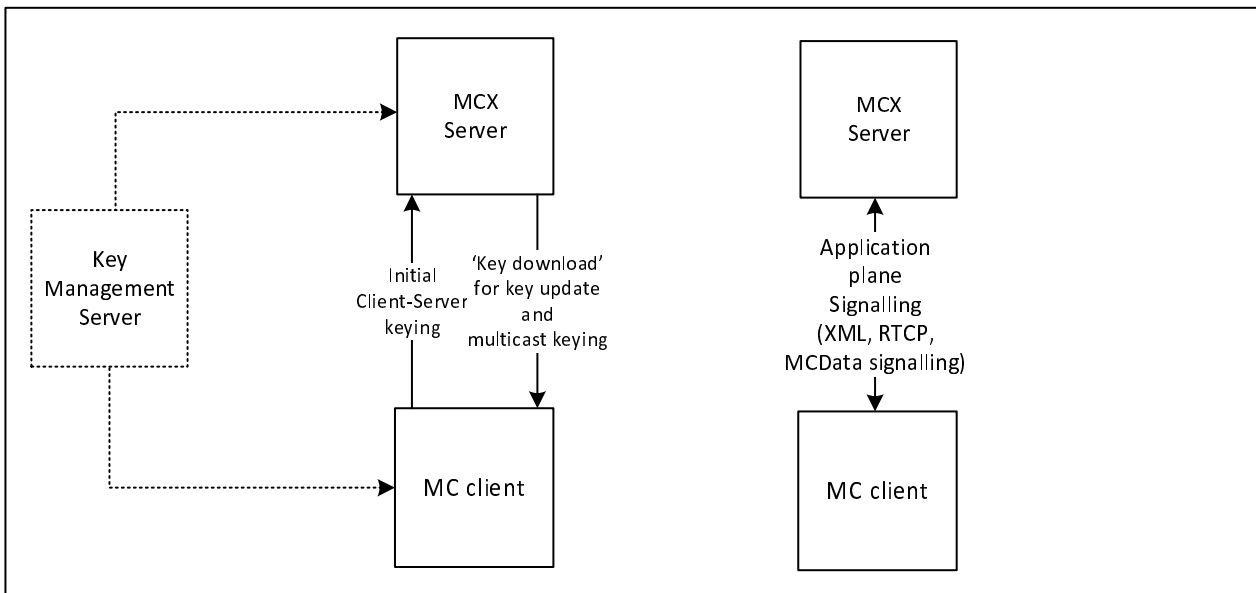 MCX
Server
Key
Management
Server
Initial
Client-Server
keying
‘Key download’
for key update
and
multicast keying
MC client
MCX
Server
Application
plane
Signalling
(XML, RTCP,
MCData signalling)
MC client